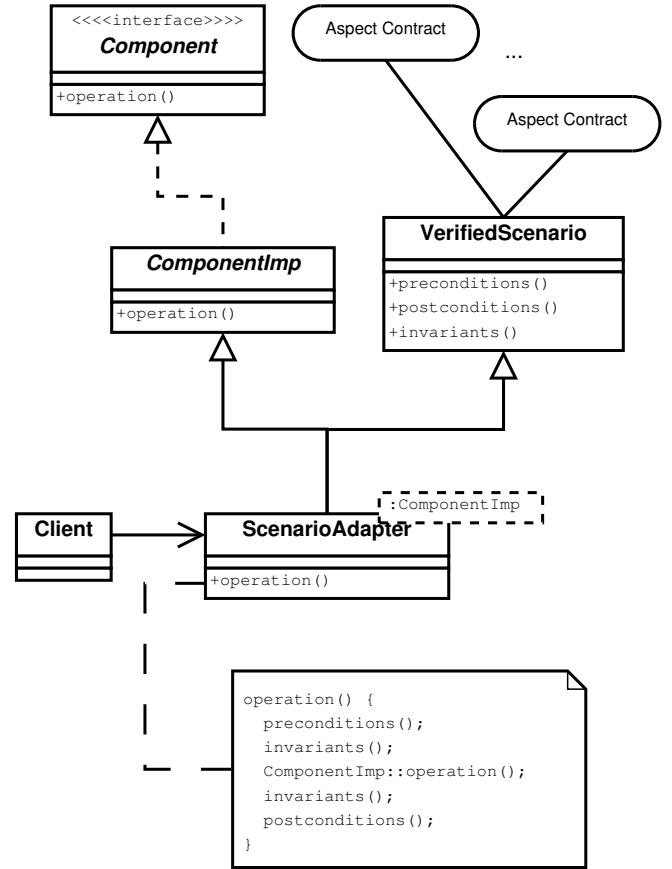 <<<<interface>>>>
Component
+operation()
Aspect Contract
...
Aspect Contract
ComponentImp
+operation()
VerifiedScenario
+preconditions()
+postconditions()
+invariants()
:ComponentImp
Client
ScenarioAdapter
+operation()
operation() {
preconditions();
invariants();
ComponentImp::operation();
invariants();
postconditions();
}